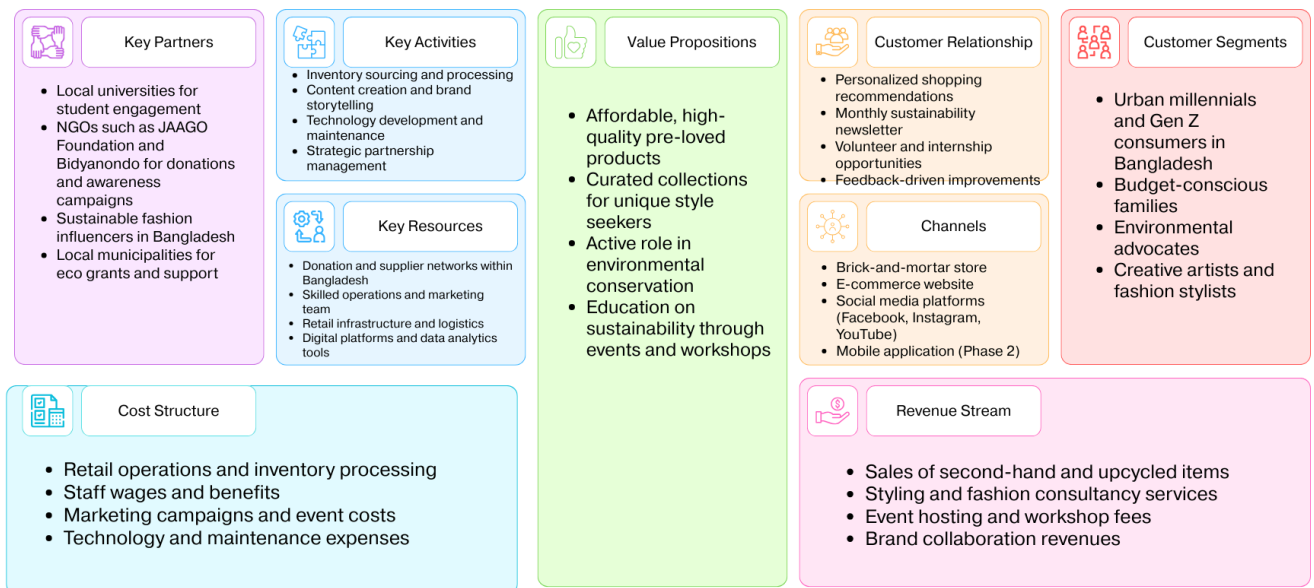 Key Partners
• Local universities for
student engagement
• NGOs such as JAAGO
Foundation and
Bidyanondo for donations
and awareness
campaigns
• Sustainable fashion
influencers in Bangladesh
• Local municipalities for
eco grants and support
Key Activities
• Inventory sourcing and processing
• Content creation and brand
storytelling
• Technology development and
maintenance
• Strategic partnership
management
Key Resources
• Donation and supplier networks within
Bangladesh
• Skilled operations and marketing
team
• Retail infrastructure and logistics
• Digital platforms and data analytics
tools
Value Propositions
• Affordable, high-
quality pre-loved
products
• Curated collections
for unique style
seekers
• Active role in
environmental
conservation
• Education on
sustainability through
events and workshops
Customer Relationship
• Personalized shopping
recommendations
• Monthly sustainability
newsletter
• Volunteer and internship
opportunities
• Feedback-driven improvements
Channels
• Brick-and-mortar store
• E-commerce website
• Social media platforms
(Facebook, Instagram,
YouTube)
• Mobile application (Phase 2)
Customer Segments
• Urban millennials
and Gen Z
consumers in
Bangladesh
• Budget-conscious
families
• Environmental
advocates
• Creative artists and
fashion stylists
Cost Structure
• Retail operations and inventory processing
• Staff wages and benefits
• Marketing campaigns and event costs
• Technology and maintenance expenses
Revenue Stream
• Sales of second-hand and upcycled items
• Styling and fashion consultancy services
• Event hosting and workshop fees
• Brand collaboration revenues